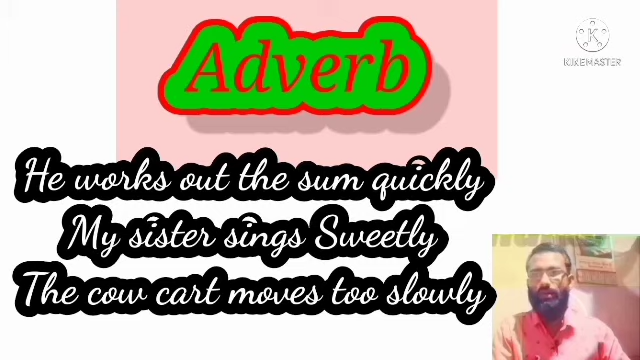 Adverb
K
KINEMASTER
He works out the sum quickly
My sister sings Sweetly
The cow cart moves too slowly